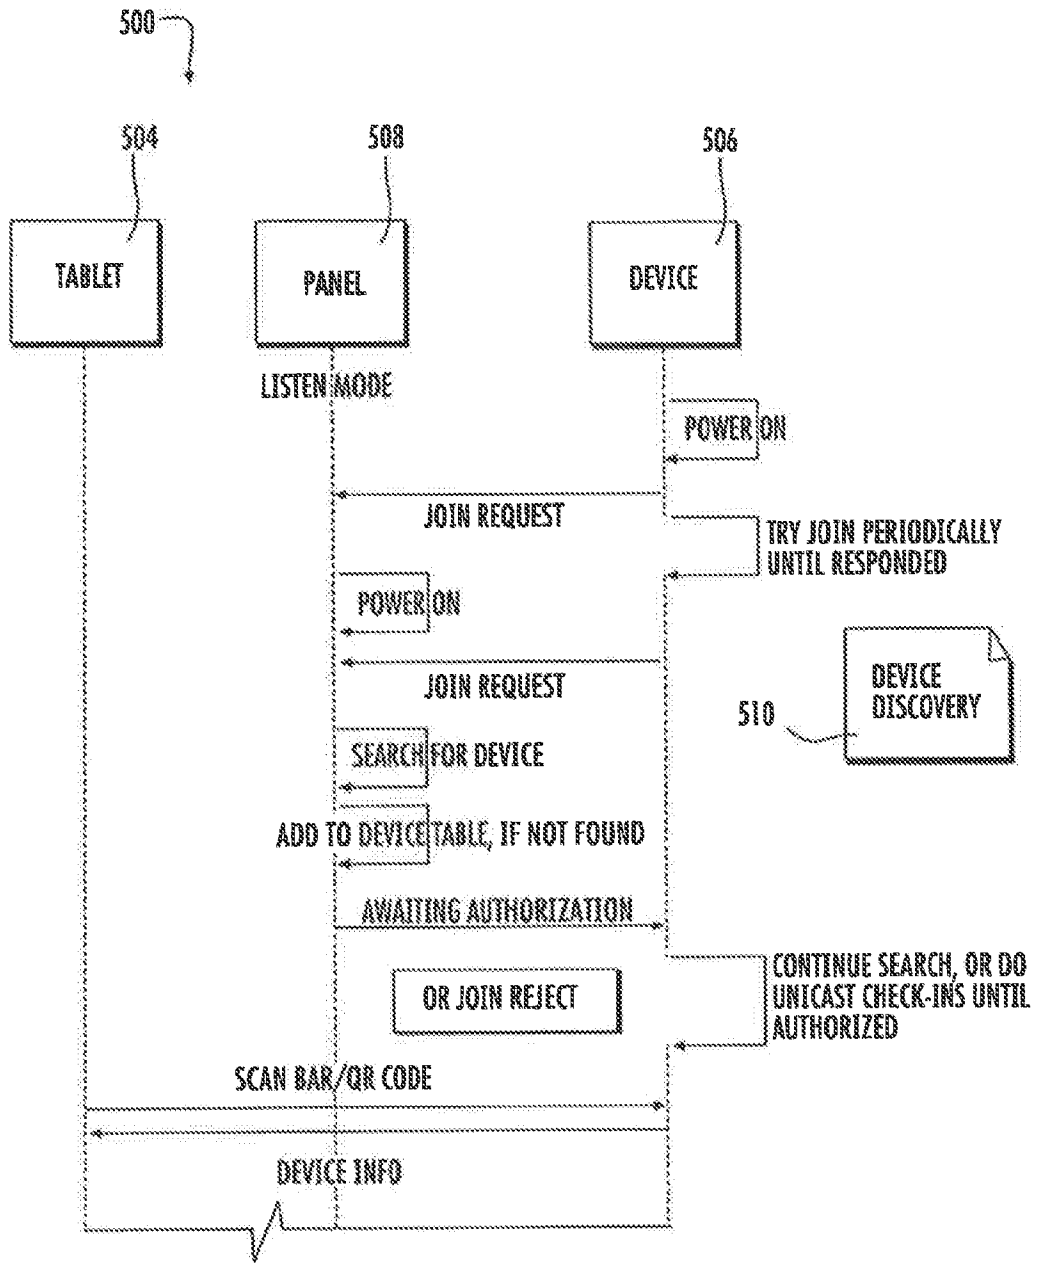 500
504
508
506
TABLET
PANEL
DEVICE
LISTEN MODE
POWER ON
JOIN REQUEST
TRY JOIN PERIODICALLY
UNTIL RESPONDED
POWER ON
JOIN REQUEST
DEVICE
DISCOVERY
510
SEARCH FOR DEVICE
ADD TO DEVICE TABLE, IF NOT FOUND
AWAITING AUTHORIZATION
OR JOIN REJECT
CONTINUE SEARCH, OR DO
UNICAST CHECK-INS UNTIL
AUTHORIZED
SCAN BAR/QR CODE
DEVICE INFO